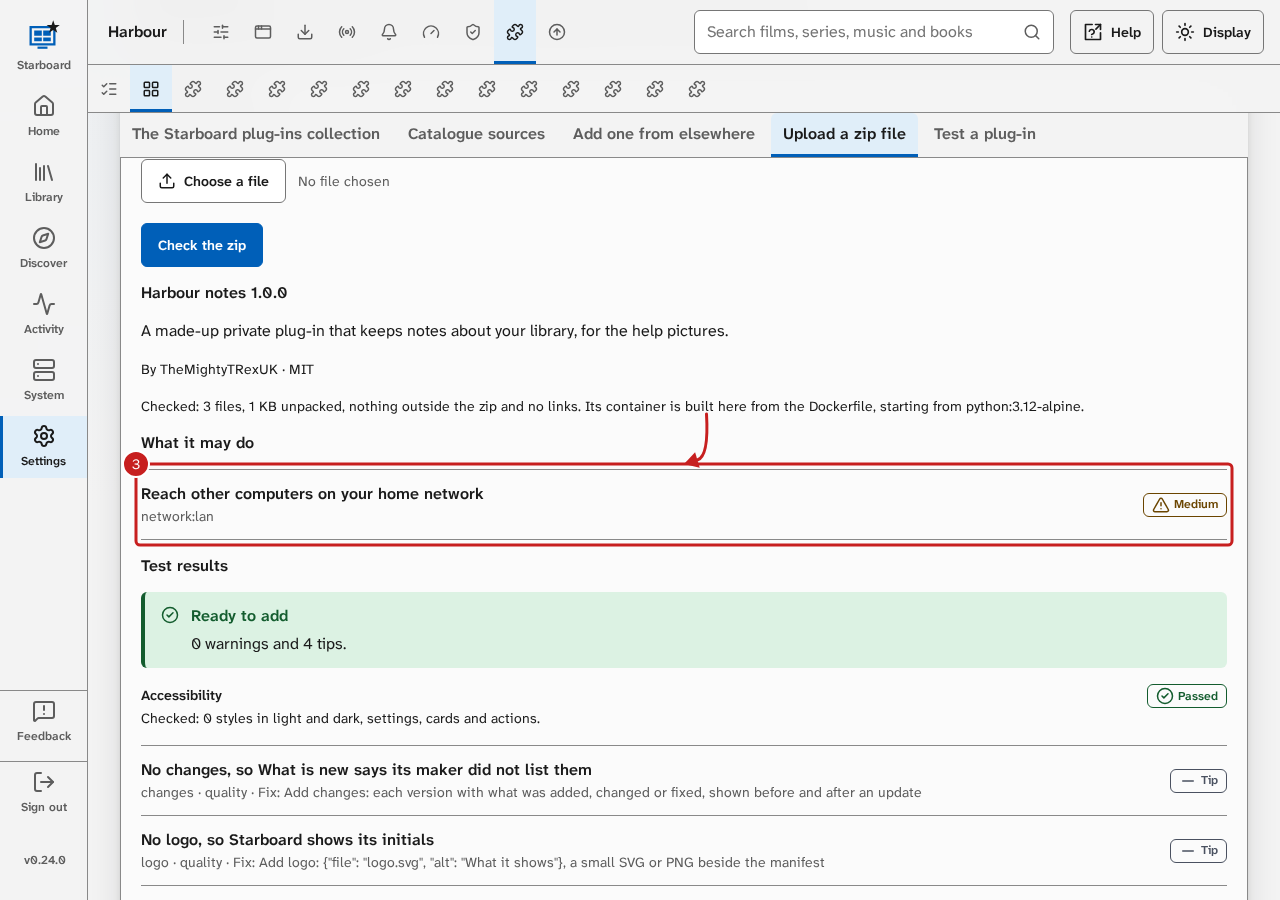 Starboard
Home
Library
Discover
Activity
System
Settings
Feedback
Sign out
v0.24.0
Harbour
Search films, series, music and books
Help
Display
The Starboard plug-ins collection
Catalogue sources
Add one from elsewhere
Upload a zip file
Test a plug-in
Choose a file
No file chosen
Check the zip
Harbour notes 1.0.0
A made-up private plug-in that keeps notes about your library, for the help pictures.
By TheMightyTRexUK · MIT
Checked: 3 files, 1 KB unpacked, nothing outside the zip and no links. Its container is built here from the Dockerfile, starting from python:3.12-alpine.
What it may do
3
Reach other computers on your home network
network:lan
Medium
Test results
Ready to add
0 warnings and 4 tips.
Accessibility
Checked: 0 styles in light and dark, settings, cards and actions.
Passed
No changes, so What is new says its maker did not list them
changes · quality · Fix: Add changes: each version with what was added, changed or fixed, shown before and after an update
Tip
No logo, so Starboard shows its initials
logo · quality · Fix: Add logo: {"file": "logo.svg", "alt": "What it shows"}, a small SVG or PNG beside the manifest
Tip